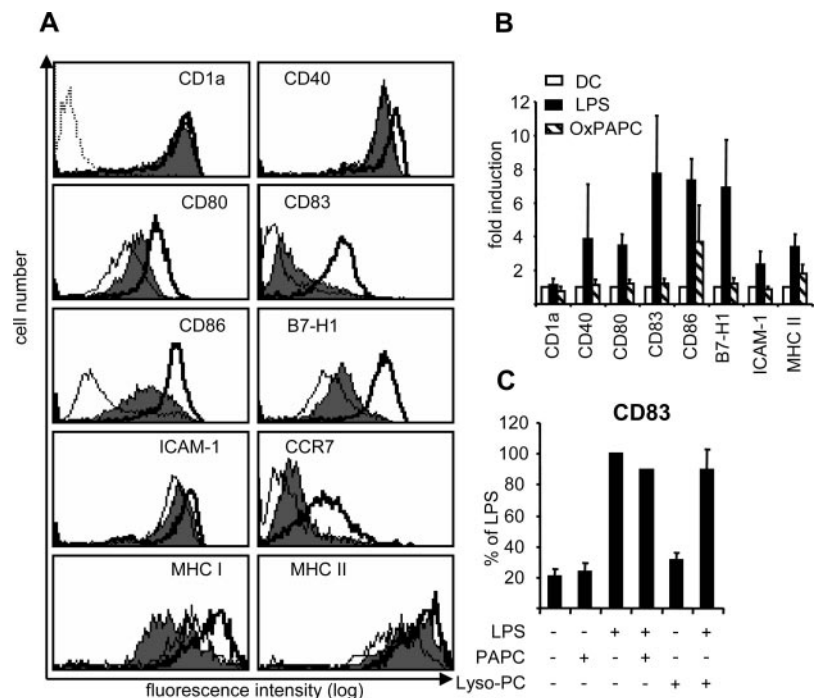 A
CD1a
CD40
CD80
CD83
CD86
B7-H1
ICAM-1
CCR7
MHC I
MHC II
cell number
fluorescence intensity (log)
B
DC
LPS
OxPAPC
fold induction
12
10
8
6
4
2
CD1a
CD40
CD80
CD83
CD86
B7-H1
ICAM-1
MHC II
C
CD83
% of LPS
120
100
80
60
40
20
LPS - - + + - +
PAPC - + - + - -
Lyso-PC - - - - + +